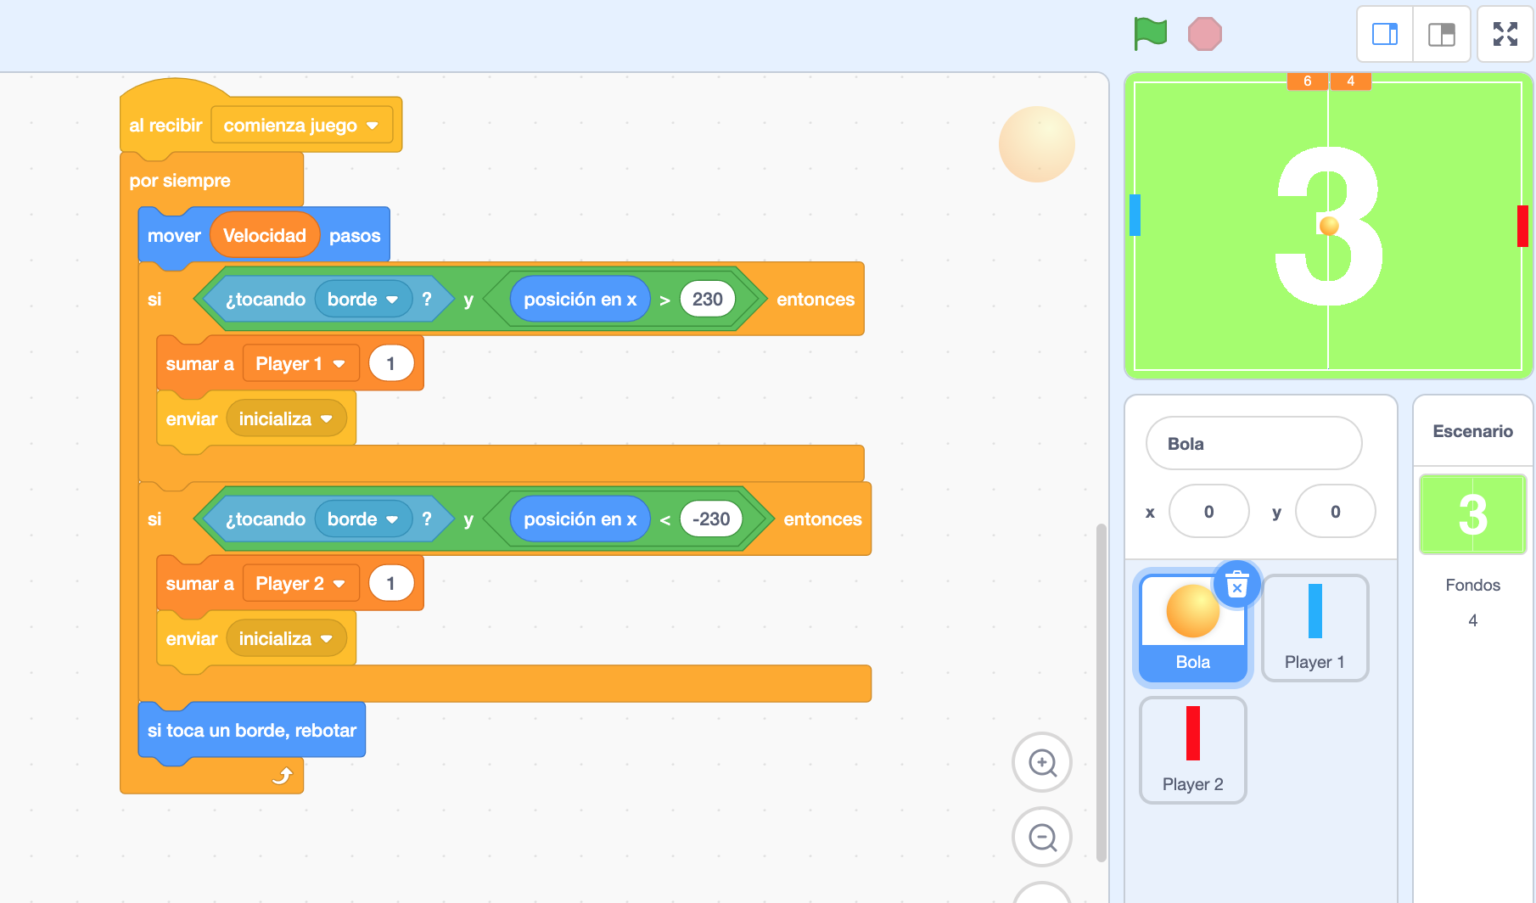 al recibir comienza juego
por siempre
mover Velocidad pasos
si ¿tocando borde ? y posición en x > 230 entonces
sumar a Player 1 1
enviar inicializa
si ¿tocando borde ? y posición en x < -230 entonces
sumar a Player 2 1
enviar inicializa
si toca un borde, rebotar
6 4
3
Bola
x 0 y 0
Bola
Player 1
Player 2
Escenario
3
Fondos
4